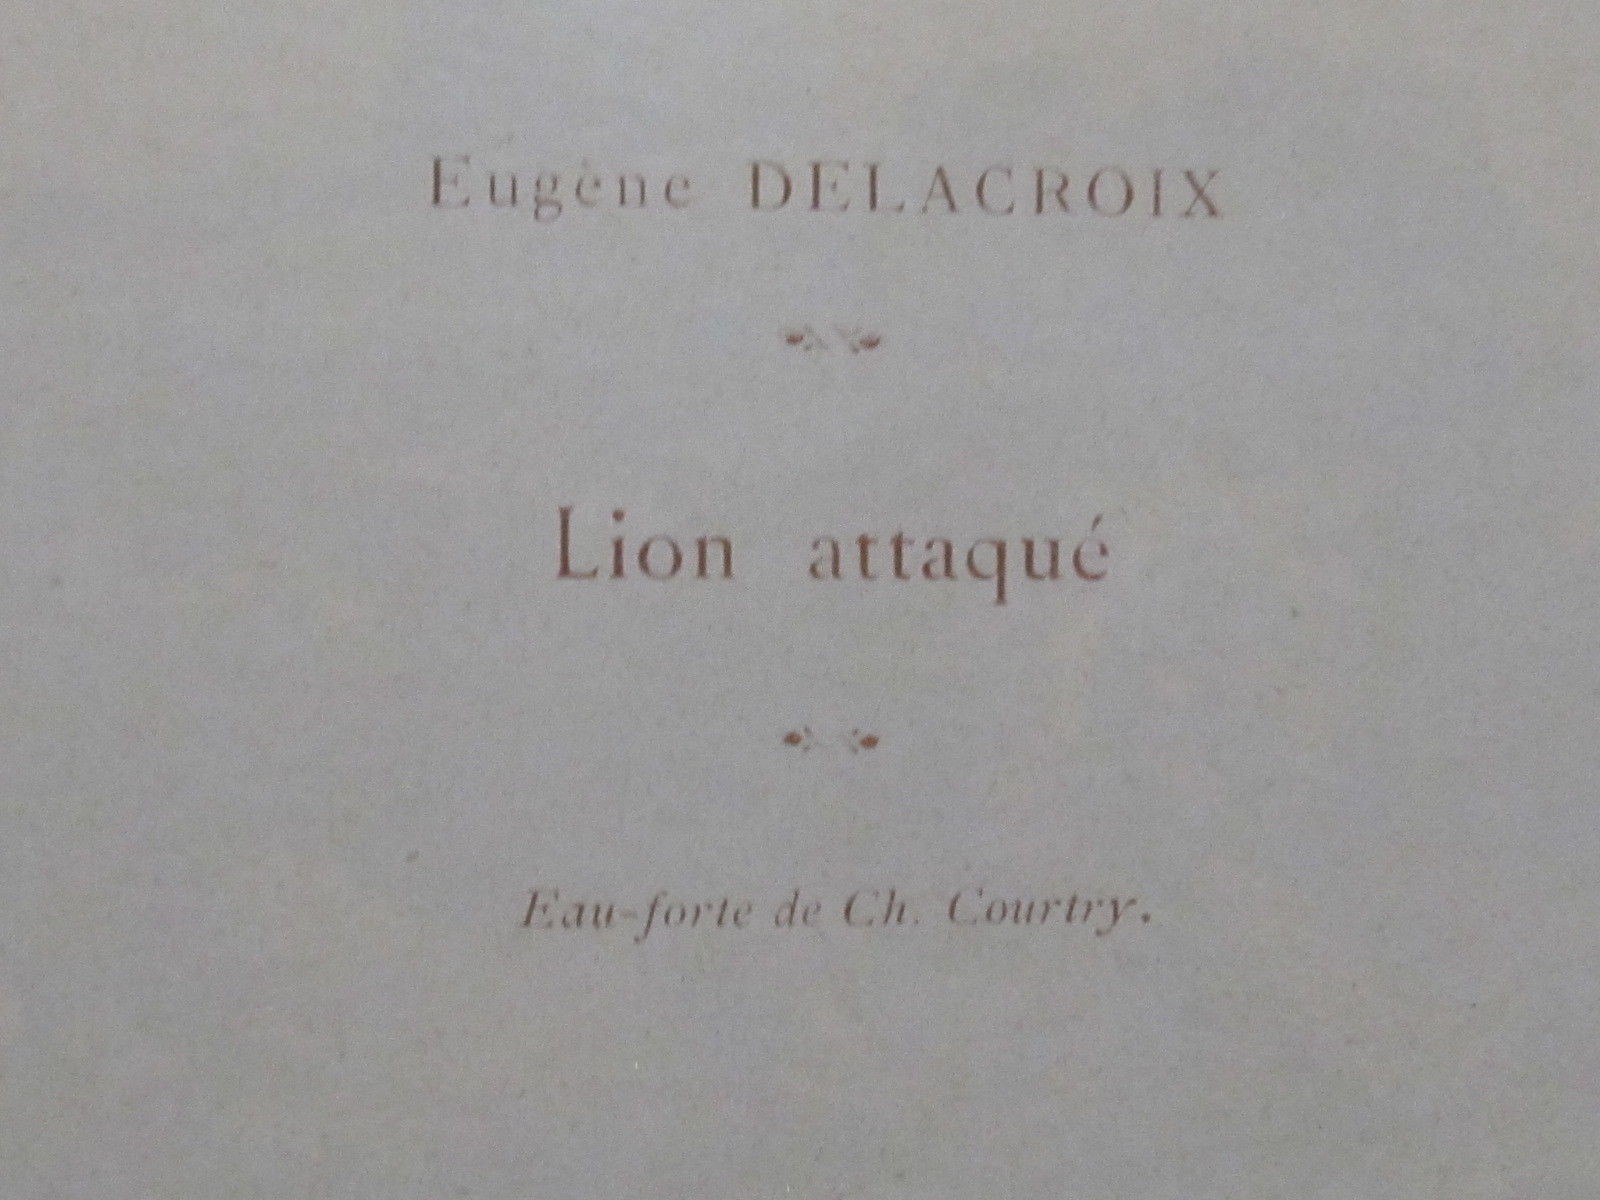 Eugène DELACROIX
Lion attaqué
Eau-forte de Ch. Courtry.